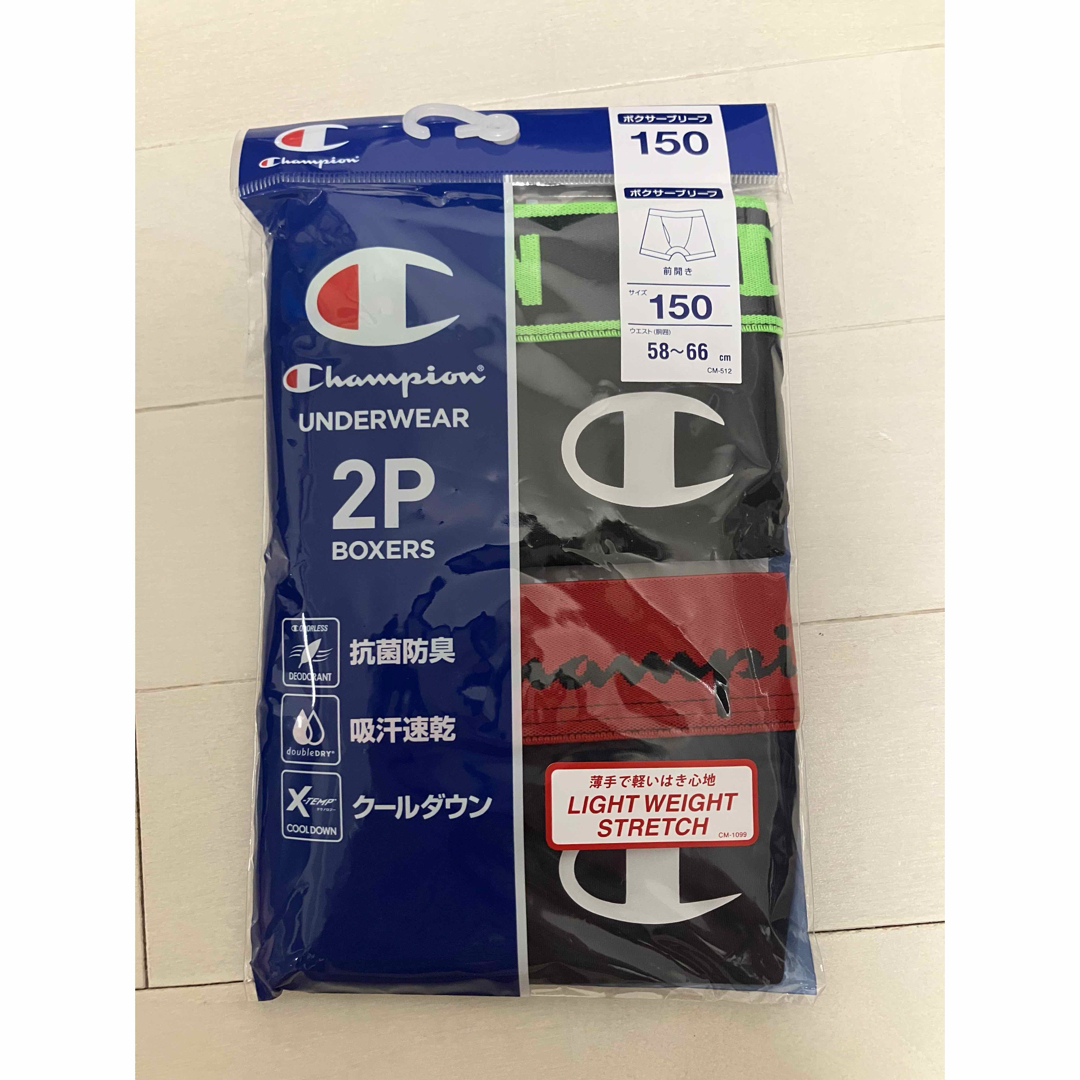 Champion
ボクサーブリーフ
150
ボクサーブリーフ
前開き
サイズ
150
ウエスト(胴囲)
58〜66 cm
CM-512
Champion®
UNDERWEAR
2P
BOXERS
ODORLESS
DEODORANT
抗菌防臭
doubleDRY®
吸汗速乾
X-TEMP™
COOLDOWN
クールダウン
N
hampi
薄手で軽いはき心地
LIGHT WEIGHT
STRETCH
CM-1099